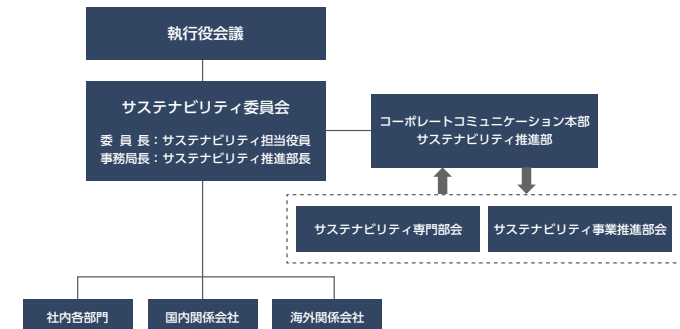 執行役会議
サステナビリティ委員会
委 員 長：サステナビリティ担当役員
事務局長：サステナビリティ推進部長
コーポレートコミュニケーション本部
サステナビリティ推進部
サステナビリティ専門部会
サステナビリティ事業推進部会
社内各部門
国内関係会社
海外関係会社